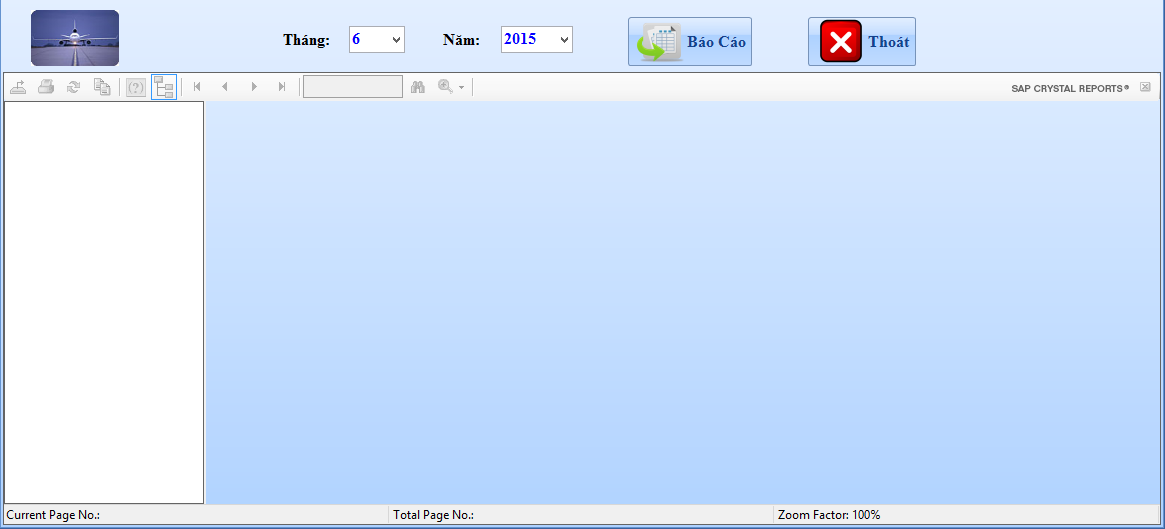 Tháng: 6 Năm: 2015 Báo Cáo Thoát
(?) SAP CRYSTAL REPORTS®
Current Page No.: Total Page No.: Zoom Factor: 100%